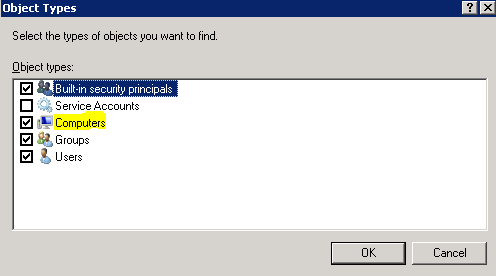 Object Types
Select the types of objects you want to find.
Object types:
Built-in security principals
Service Accounts
Computers
Groups
Users
OK
Cancel